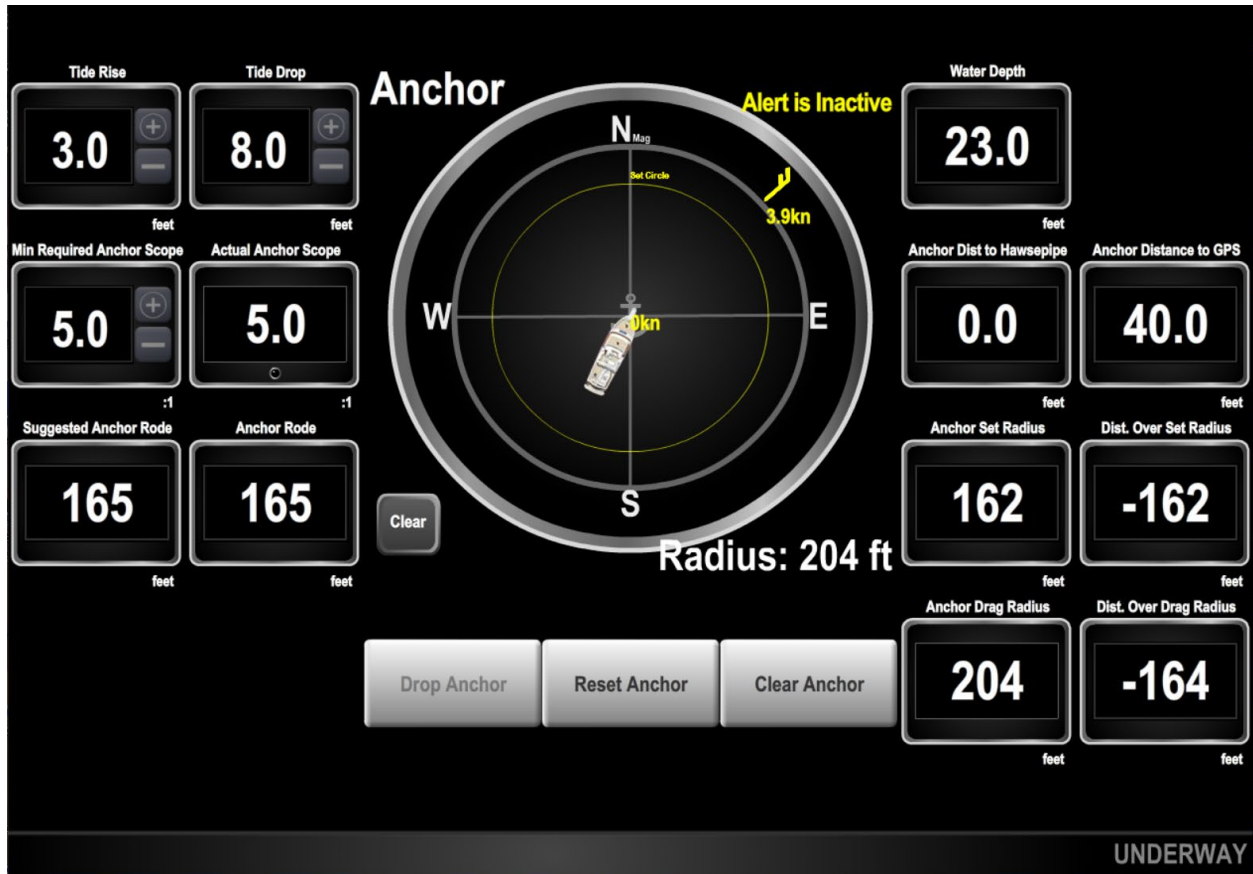 Tide Rise
3.0
feet
Tide Drop
8.0
feet
Min Required Anchor Scope
5.0
:1
Actual Anchor Scope
5.0
:1
Suggested Anchor Rode
165
feet
Anchor Rode
165
feet
Anchor
Alert is Inactive
N Mag
Set Circle
3.9kn
W
0kn
E
S
Clear
Radius: 204 ft
Drop Anchor
Reset Anchor
Clear Anchor
Water Depth
23.0
feet
Anchor Dist to Hawsepipe
0.0
feet
Anchor Distance to GPS
40.0
feet
Anchor Set Radius
162
feet
Dist. Over Set Radius
-162
feet
Anchor Drag Radius
204
feet
Dist. Over Drag Radius
-164
feet
UNDERWAY